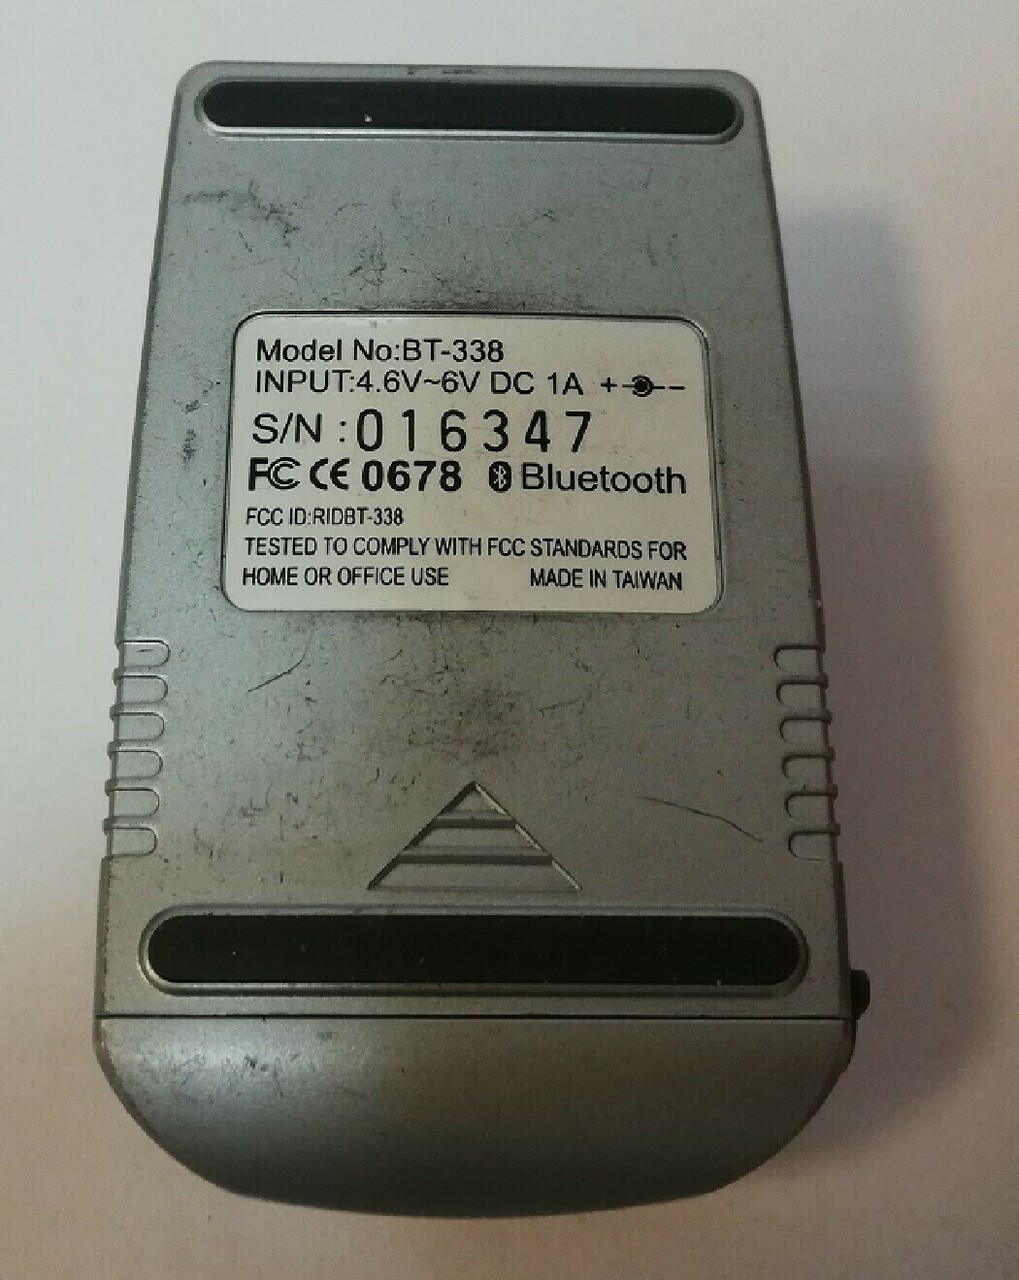 Model No:BT-338
INPUT:4.6V~6V DC 1A + -
S/N :016347
FC CE 0678 Bluetooth
FCC ID:RIDBT-338
TESTED TO COMPLY WITH FCC STANDARDS FOR
HOME OR OFFICE USE MADE IN TAIWAN